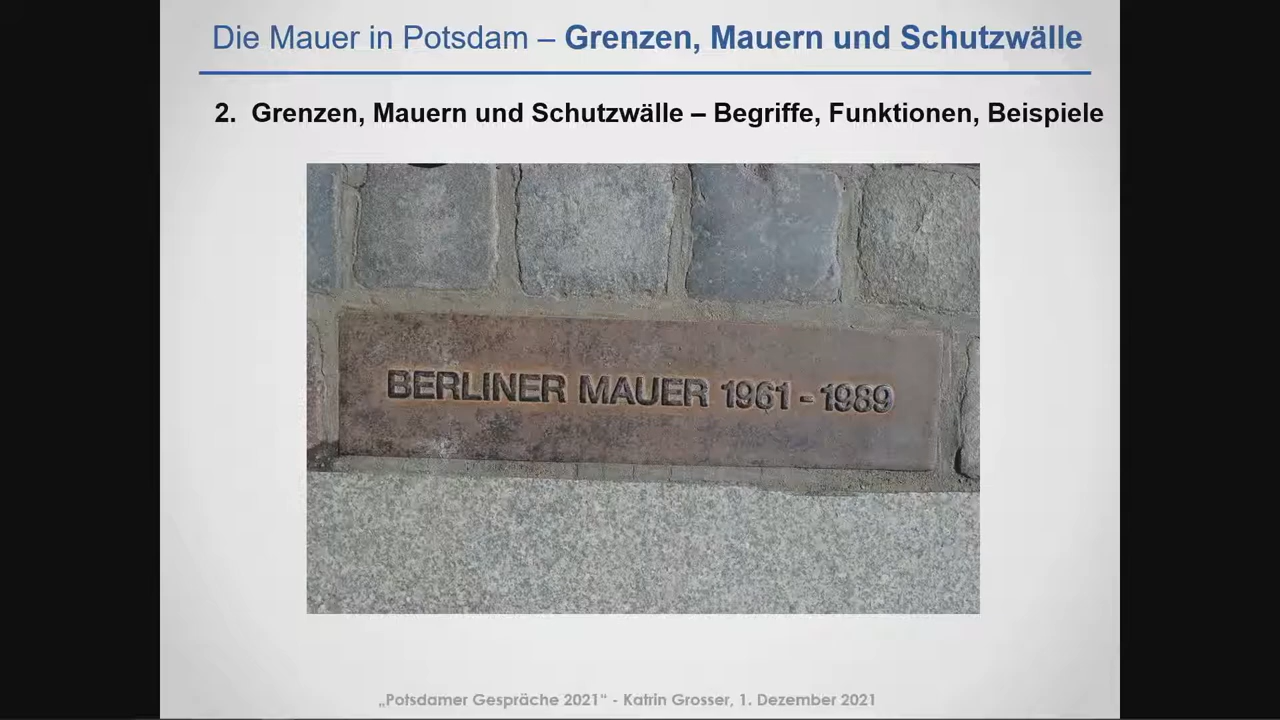 Die Mauer in Potsdam – Grenzen, Mauern und Schutzwälle
2. Grenzen, Mauern und Schutzwälle – Begriffe, Funktionen, Beispiele
BERLINER MAUER 1961 - 1989
„Potsdamer Gespräche 2021“ - Katrin Grosser, 1. Dezember 2021